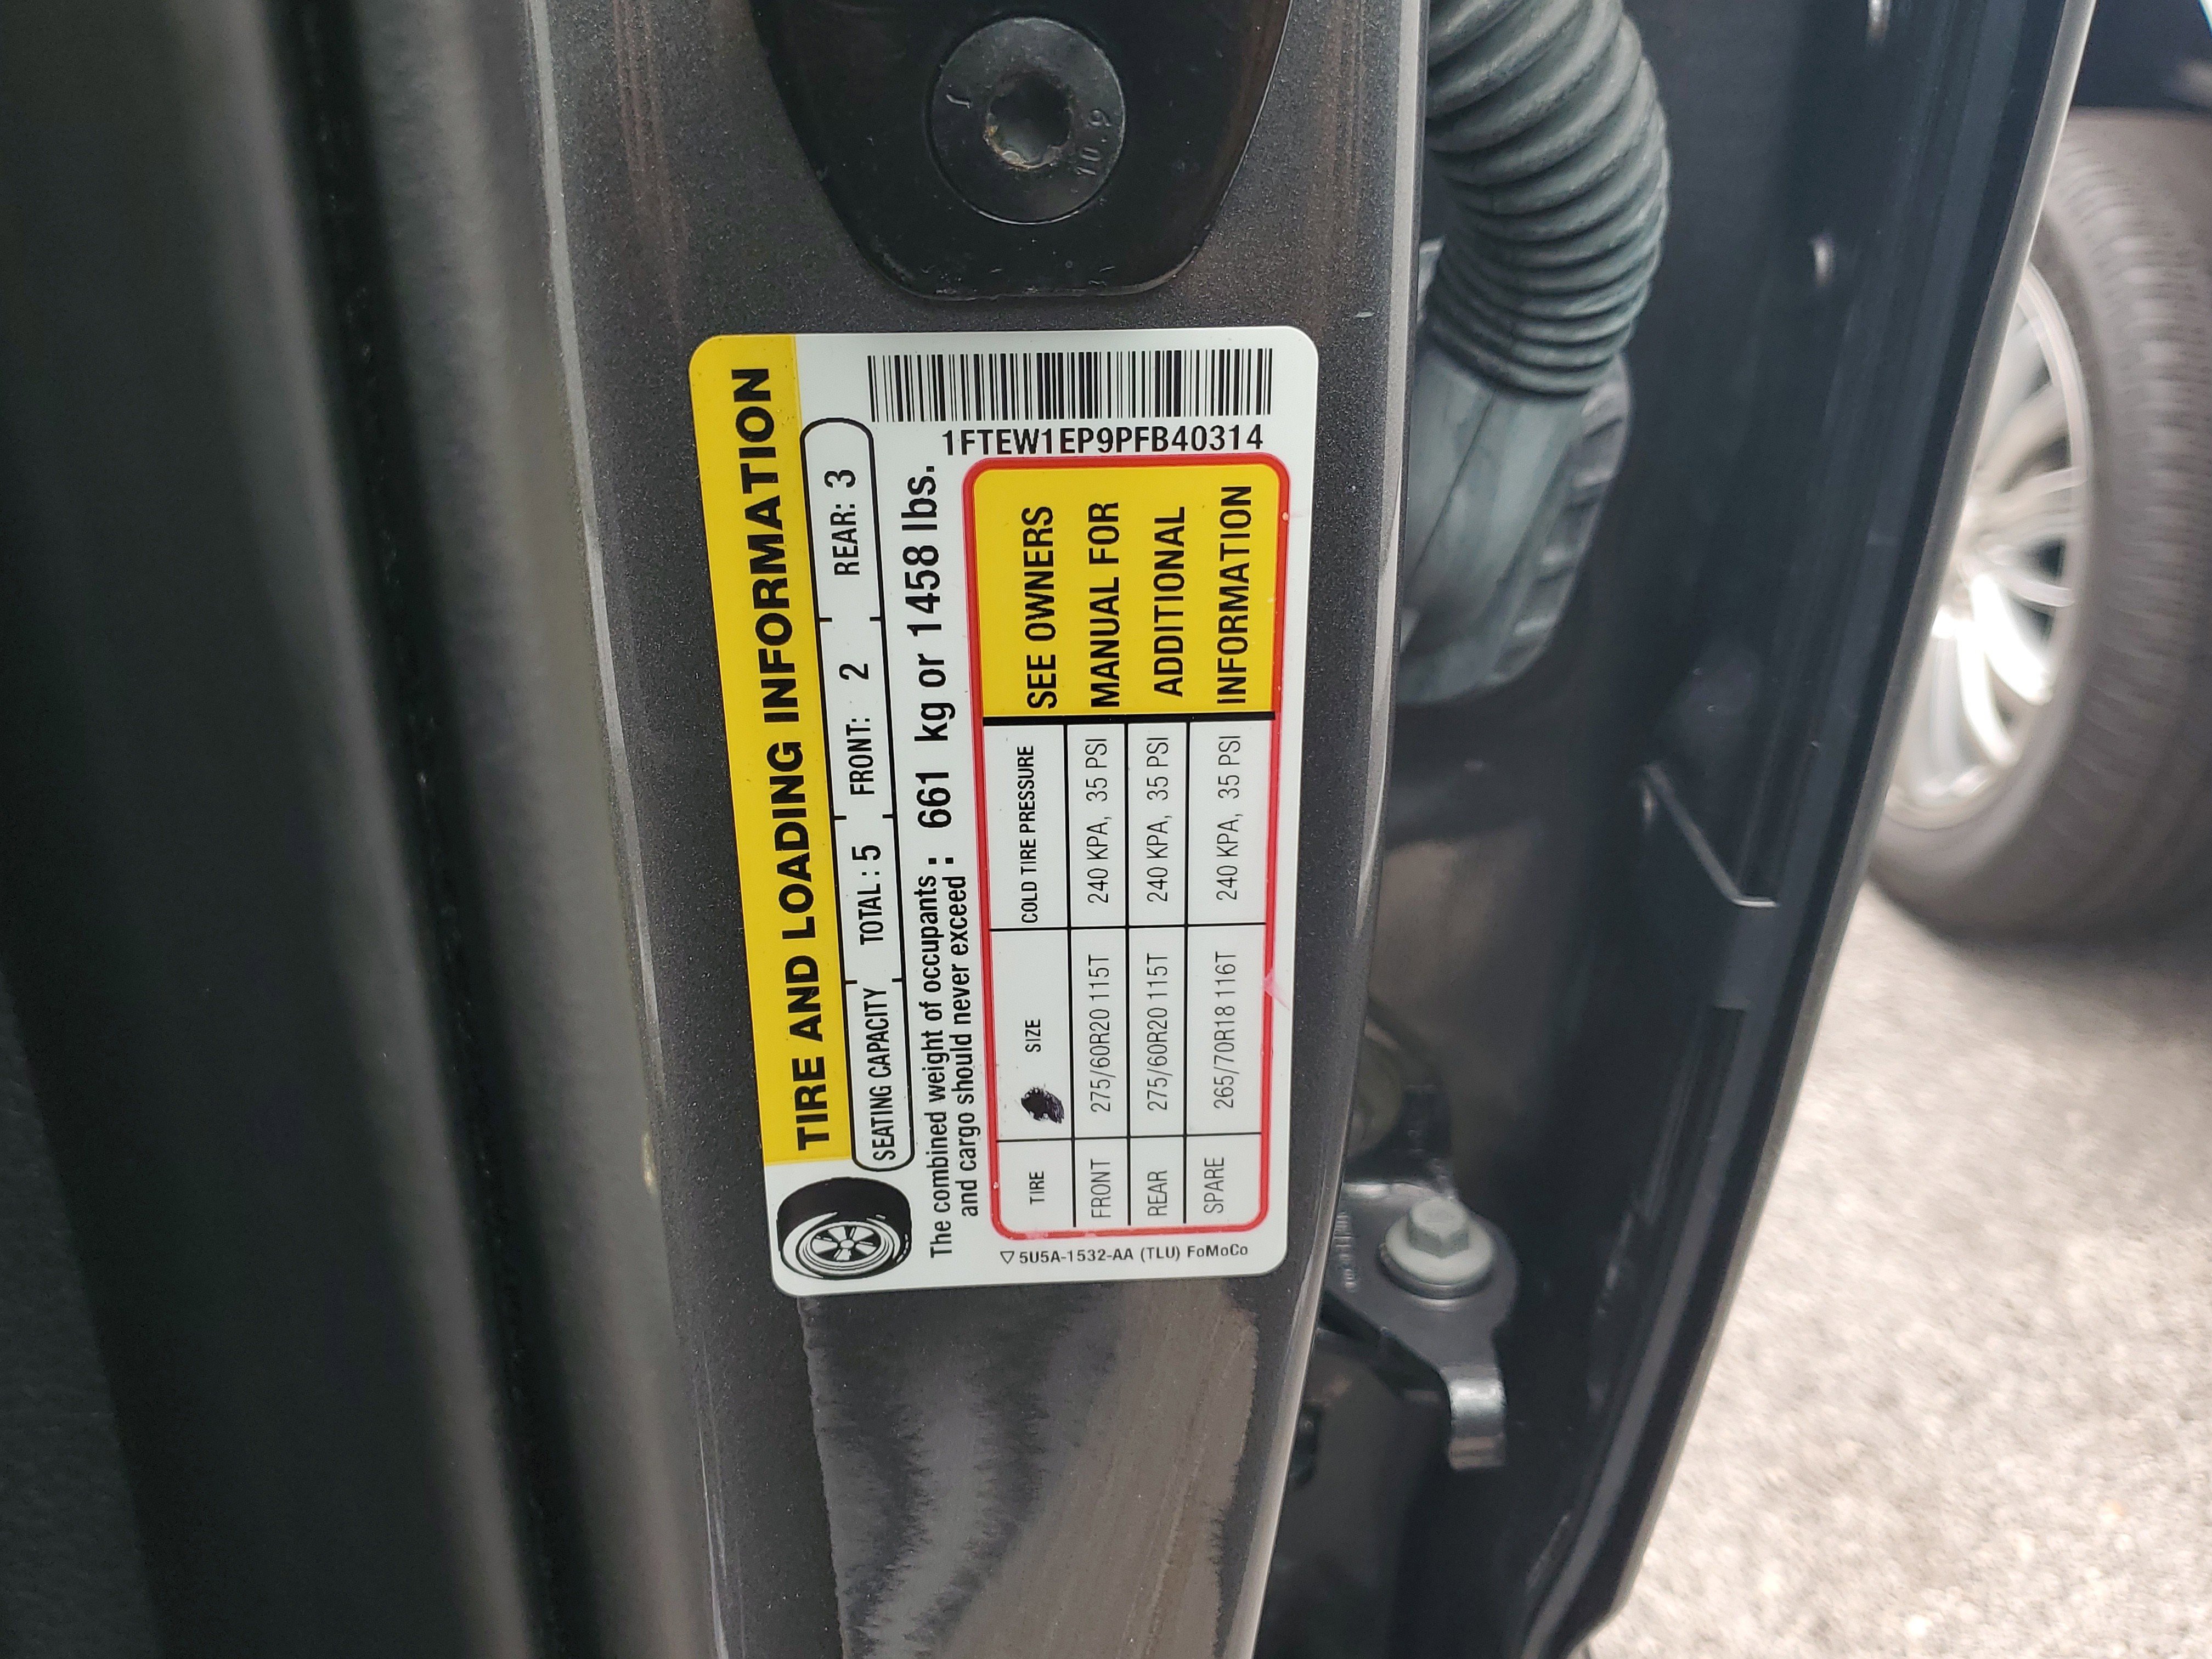 10.9
TIRE AND LOADING INFORMATION
SEATING CAPACITY TOTAL : 5 FRONT: 2 REAR: 3
The combined weight of occupants : 661 kg or 1458 lbs.
and cargo should never exceed :
1FTEW1EP9PFB40314
TIRE SIZE COLD TIRE PRESSURE
FRONT 275/60R20 115T 240 KPA, 35 PSI
REAR 275/60R20 115T 240 KPA, 35 PSI
SPARE 265/70R18 116T 240 KPA, 35 PSI
SEE OWNERS
MANUAL FOR
ADDITIONAL
INFORMATION
5U5A-1532-AA (TLU) FoMoCo